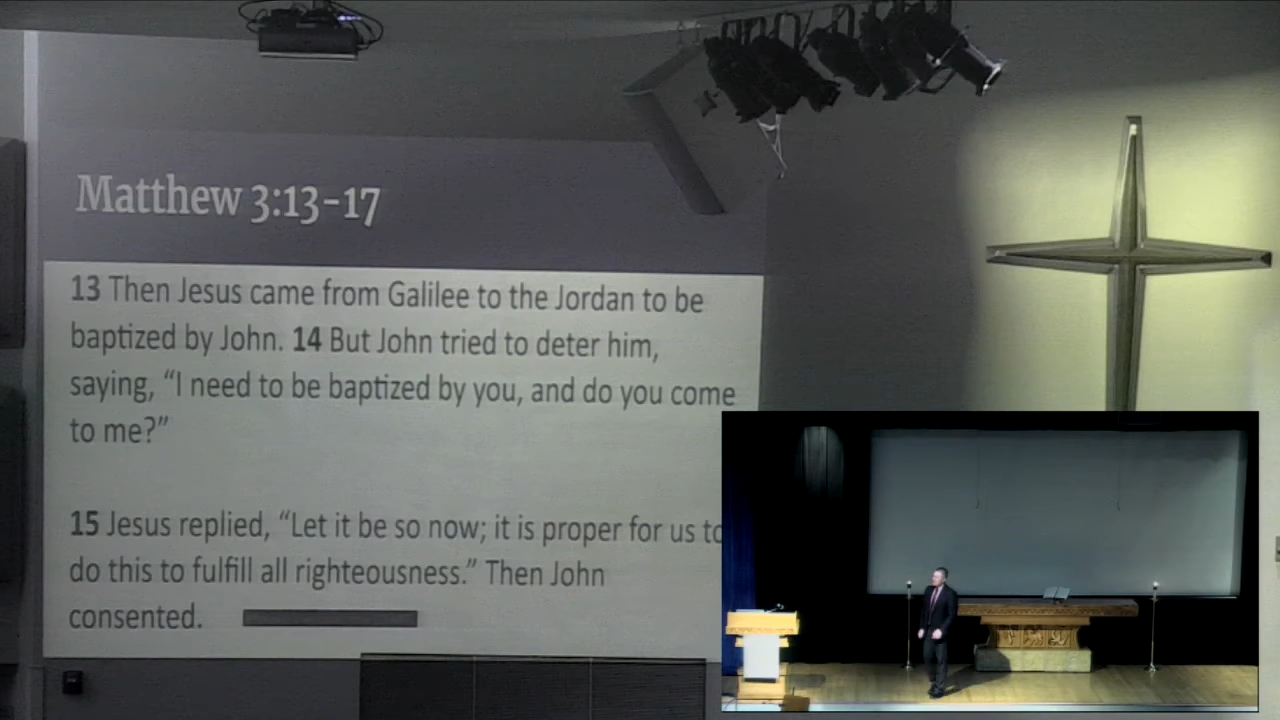 Matthew 3:13-17
13 Then Jesus came from Galilee to the Jordan to be
baptized by John. 14 But John tried to deter him,
saying, “I need to be baptized by you, and do you come
to me?”
15 Jesus replied, “Let it be so now; it is proper for us to
do this to fulfill all righteousness.” Then John
consented.